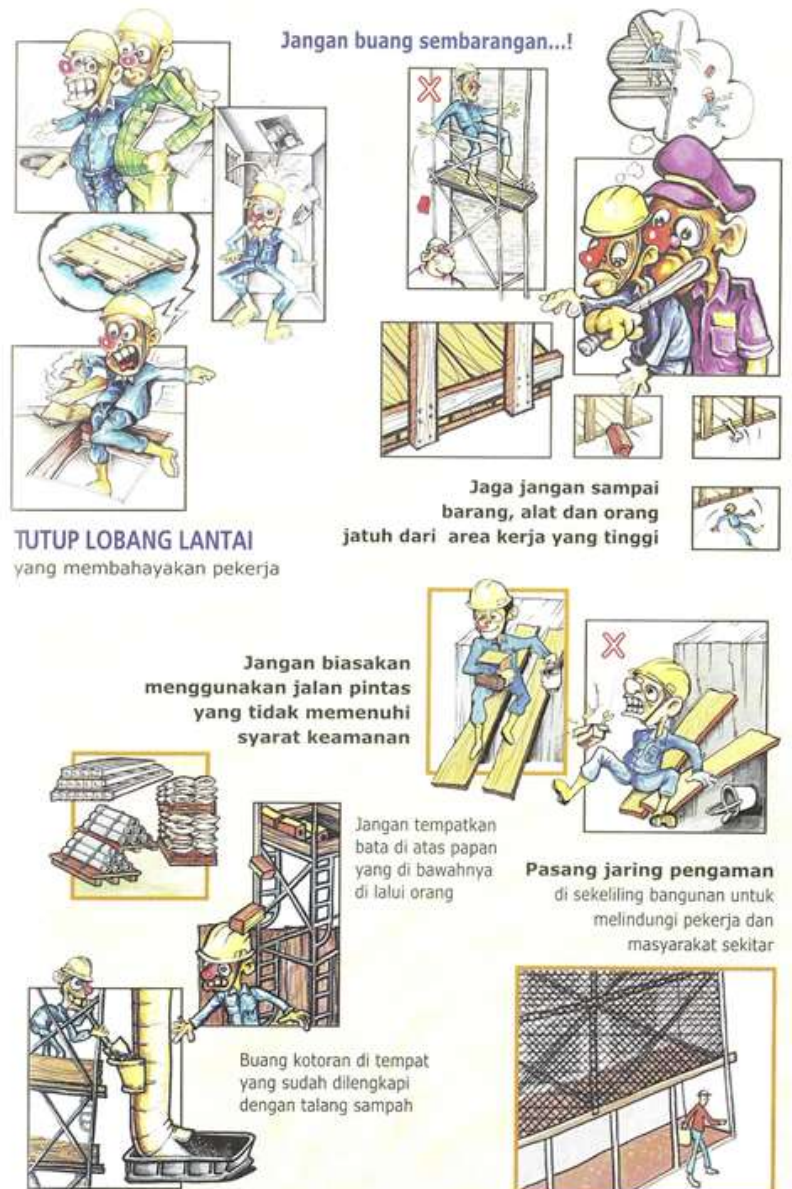 Jangan buang sembarangan...!
Jaga jangan sampai
barang, alat dan orang
jatuh dari area kerja yang tinggi
TUTUP LOBANG LANTAI
yang membahayakan pekerja
Jangan biasakan
menggunakan jalan pintas
yang tidak memenuhi
syarat keamanan
Jangan tempatkan
bata di atas papan
yang di bawahnya
di lalui orang
Pasang jaring pengaman
di sekeliling bangunan untuk
melindungi pekerja dan
masyarakat sekitar
Buang kotoran di tempat
yang sudah dilengkapi
dengan talang sampah